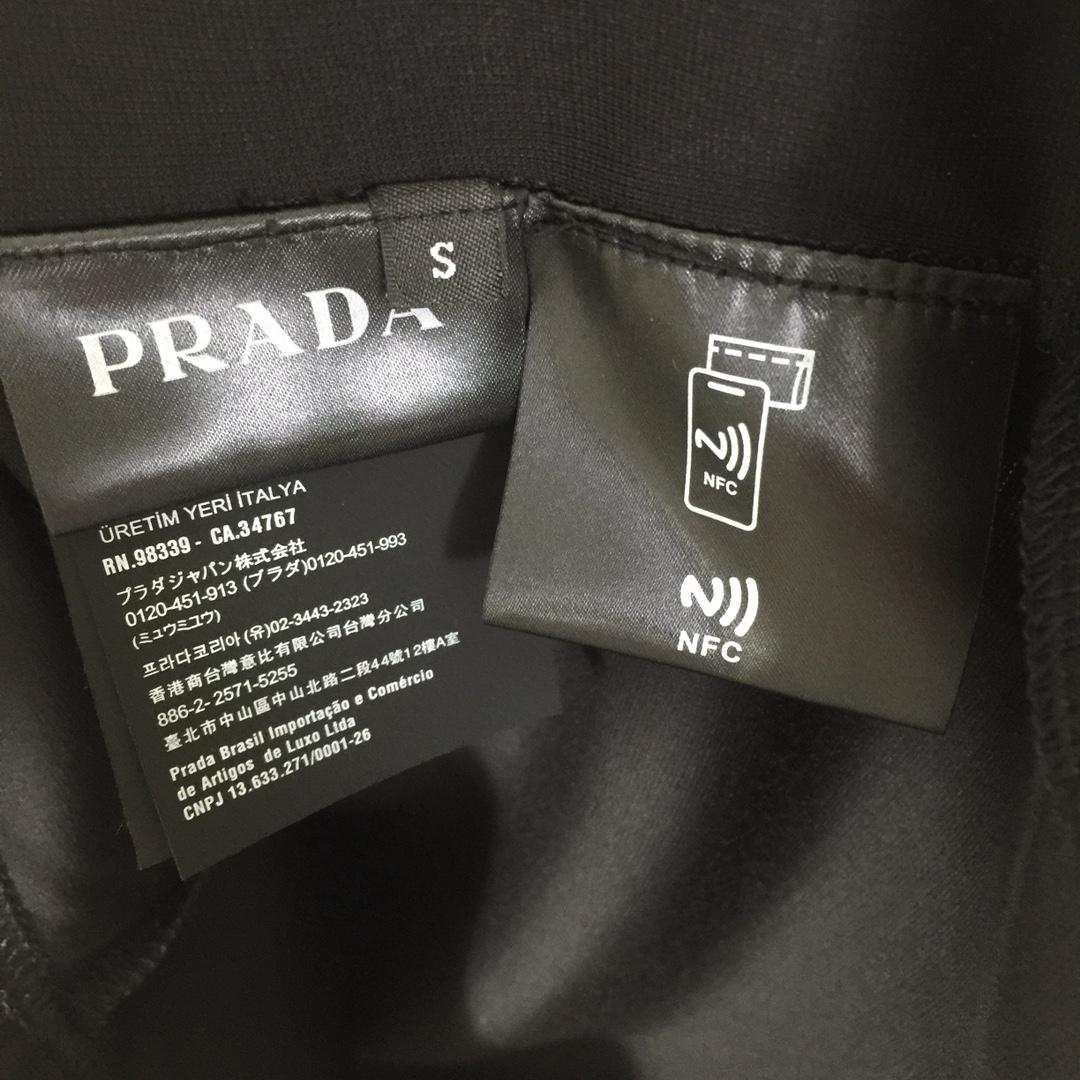 S
PRADA
ÜRETİM YERİ İTALYA
RN.98339 - CA.34767
プラダジャパン株式会社
0120-451-913 (プラダ)0120-451-993
(ミュウミュウ)
프라다코리아 (유)02-3443-2323
香港商台灣意比有限公司台灣分公司
886-2- 2571-5255
臺北市中山區中山北路二段44號12樓A室
Prada Brasil Importação e Comércio
de Artigos de Luxo Ltda
CNPJ 13.633.271/0001-26
NFC
NFC